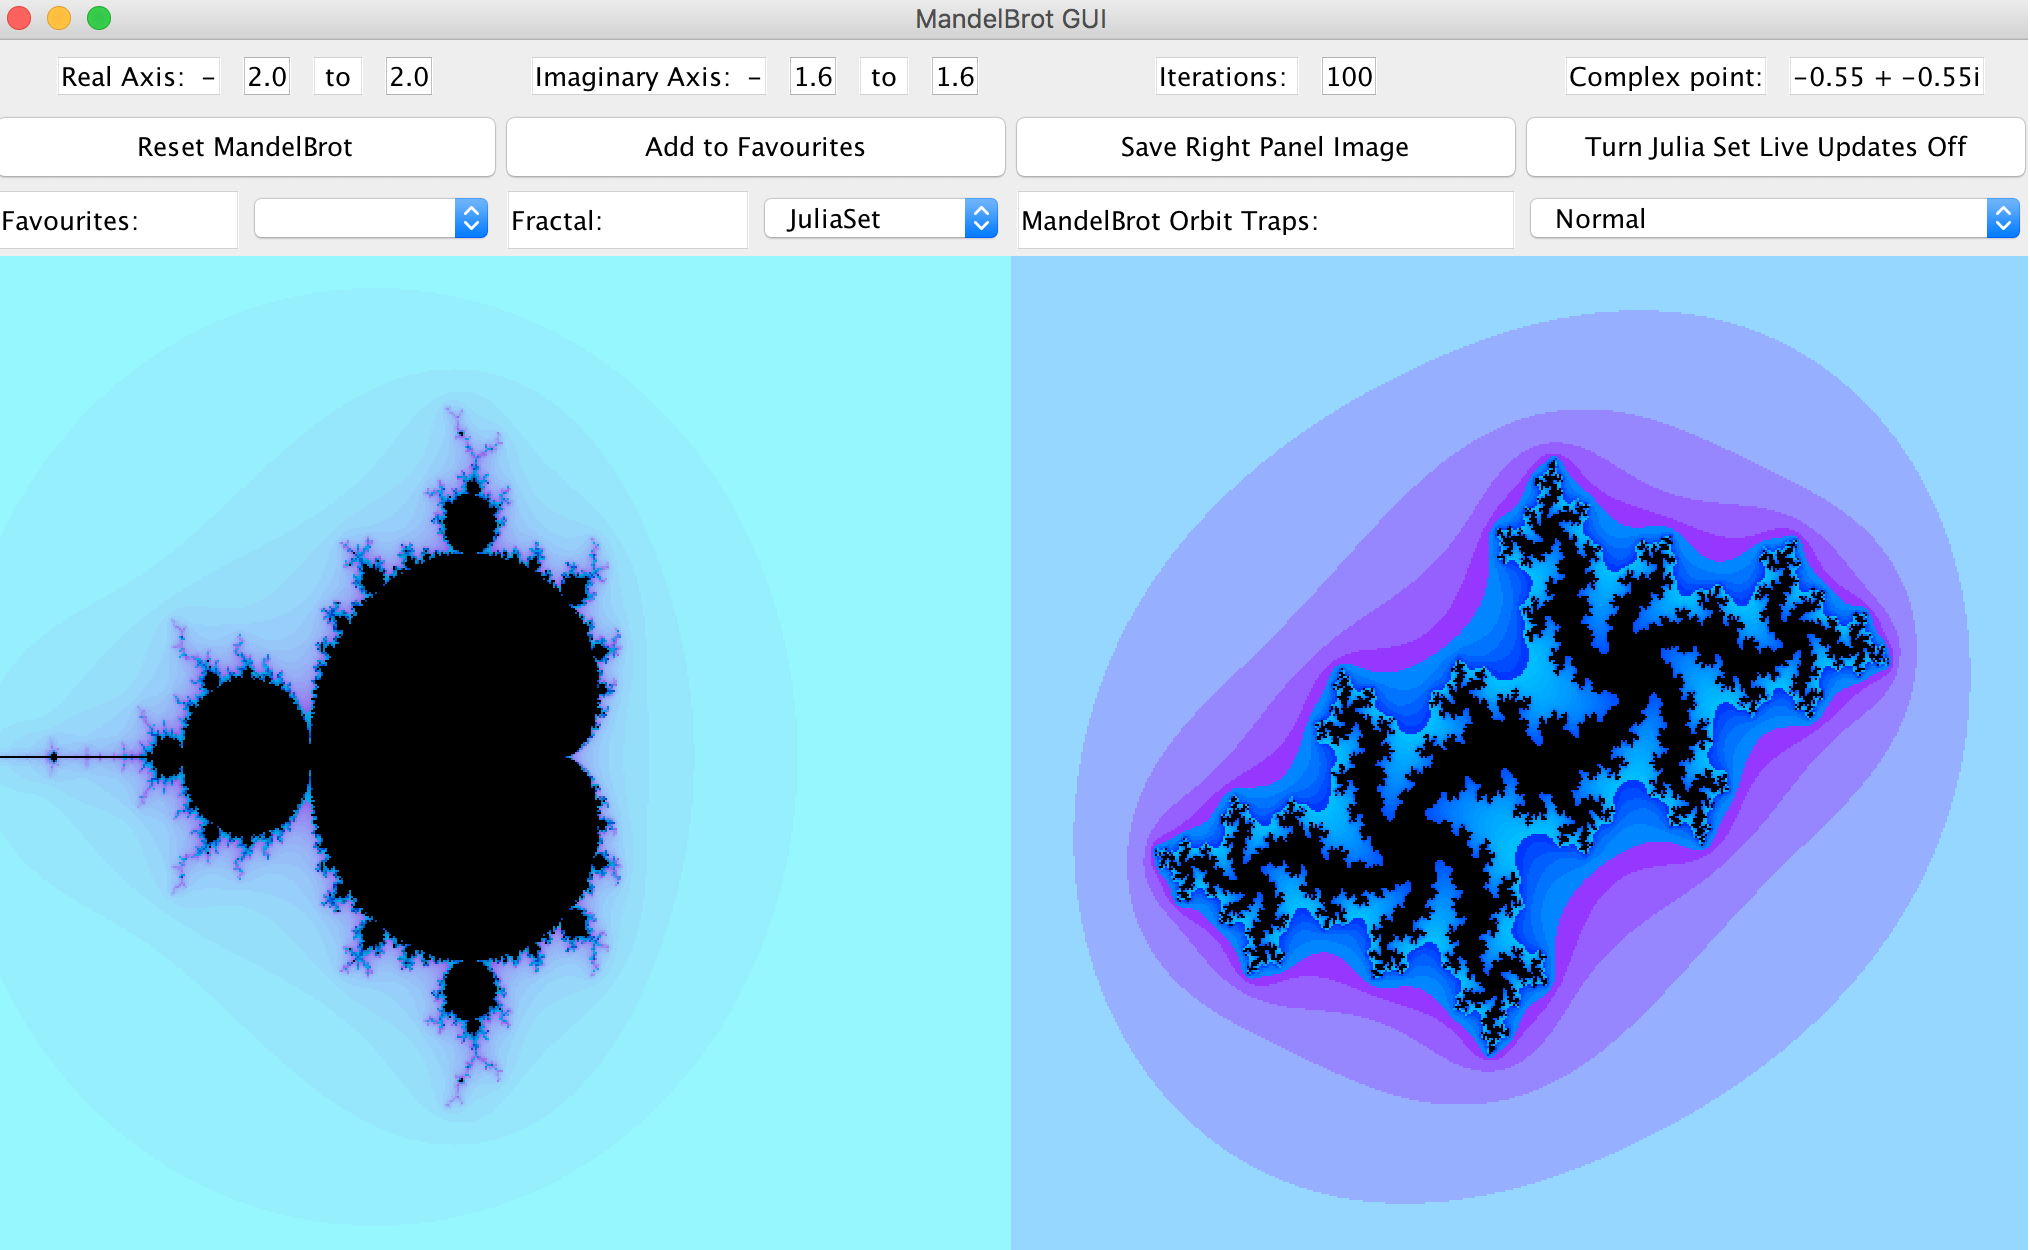 MandelBrot GUI
Real Axis: - 2.0 to 2.0 Imaginary Axis: - 1.6 to 1.6 Iterations: 100 Complex point: -0.55 + -0.55i
Reset MandelBrot Add to Favourites Save Right Panel Image Turn Julia Set Live Updates Off
Favourites: Fractal: JuliaSet MandelBrot Orbit Traps: Normal